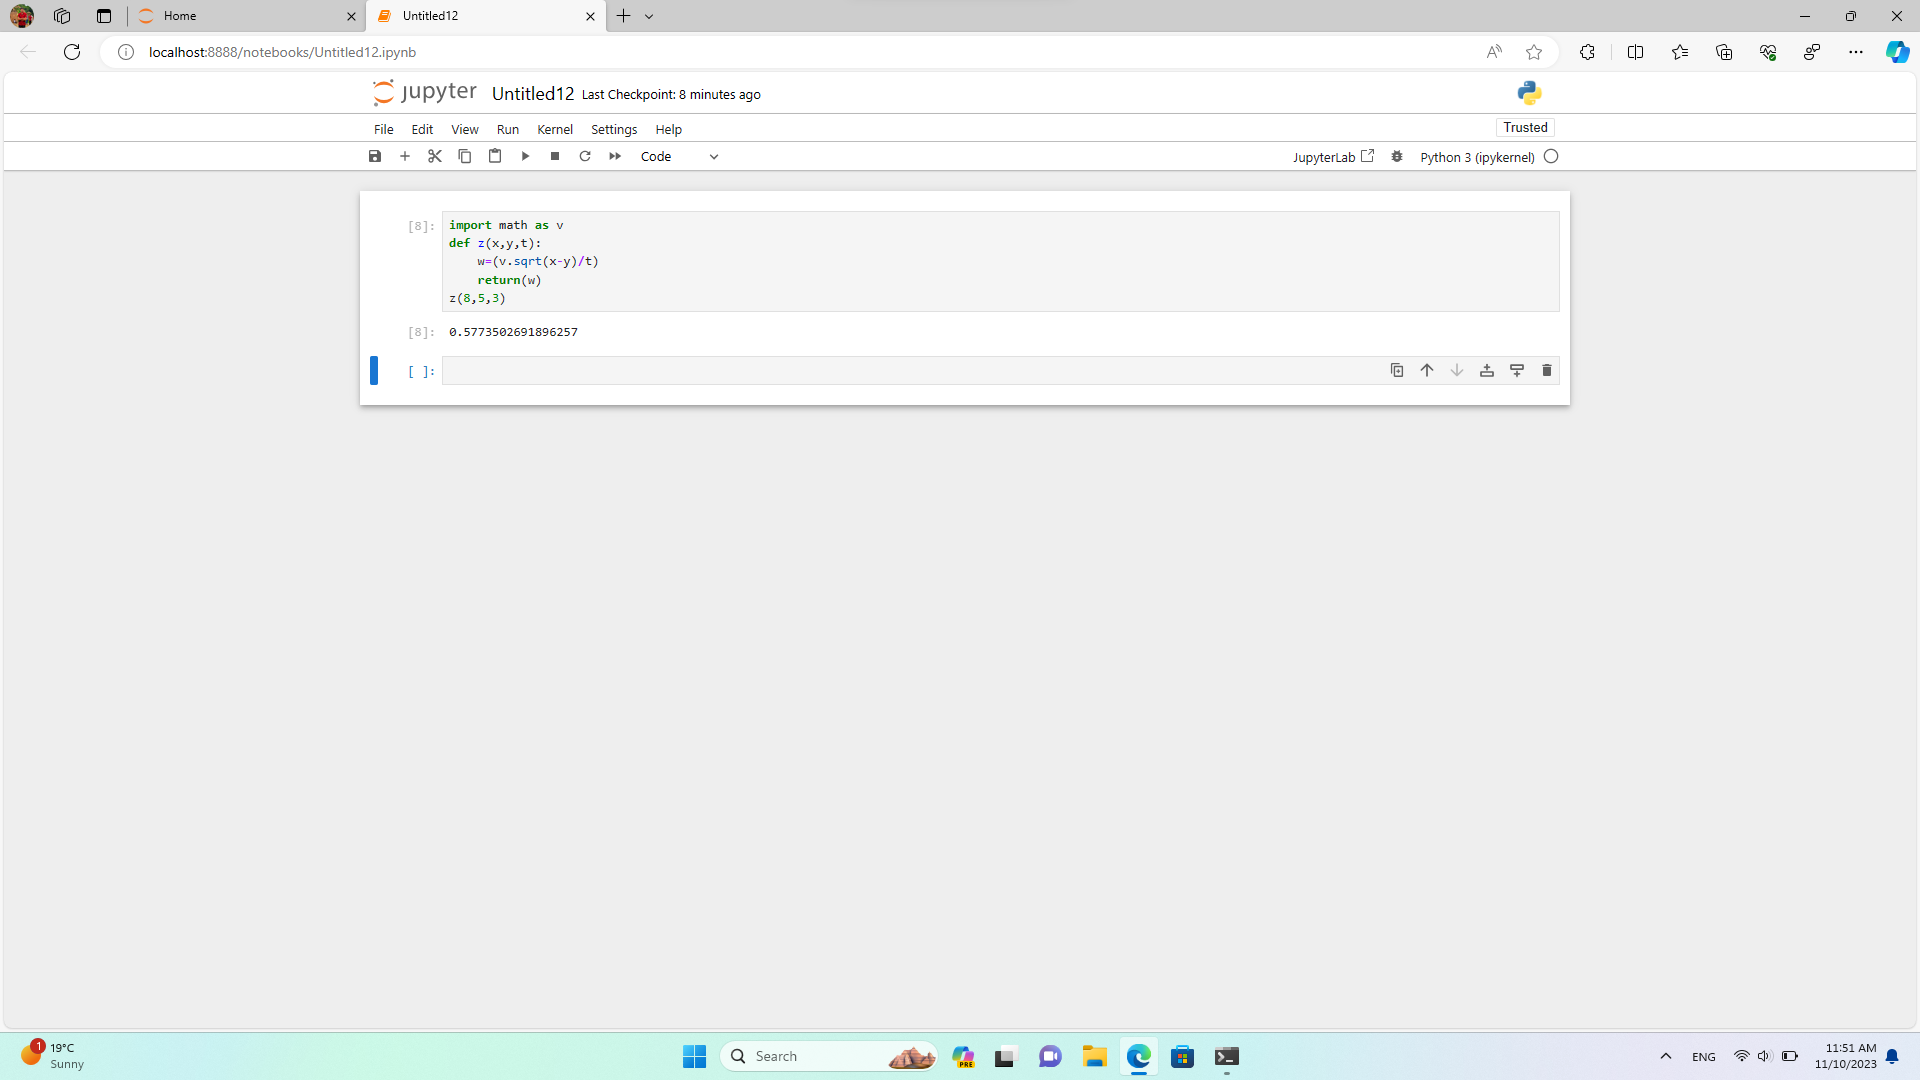 Home
Untitled12
localhost:8888/notebooks/Untitled12.ipynb
jupyter Untitled12 Last Checkpoint: 8 minutes ago
File Edit View Run Kernel Settings Help
Trusted
Code
JupyterLab
Python 3 (ipykernel)
[8]:
import math as v
def z(x,y,t):
    w=(v.sqrt(x-y)/t)
    return(w)
z(8,5,3)
[8]: 0.5773502691896257
[ ]:
1
19°C
Sunny
Search
PRE
ENG
11:51 AM
11/10/2023